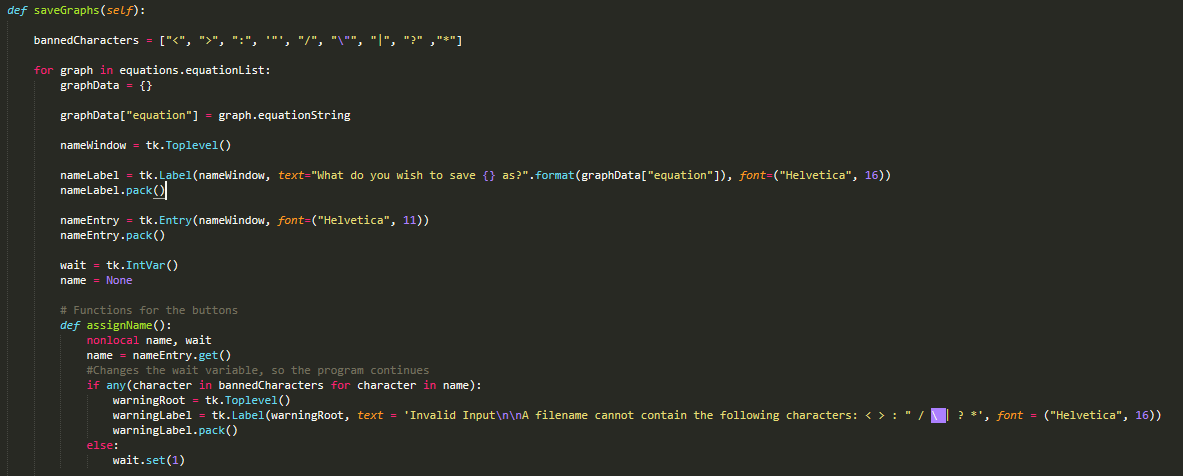 def saveGraphs(self):
bannedCharacters = ["<", ">", ":", '"', "/", "\"", "|", "?" ,"*"]
for graph in equations.equationList:
graphData = {}
graphData["equation"] = graph.equationString
nameWindow = tk.Toplevel()
nameLabel = tk.Label(nameWindow, text="What do you wish to save {} as?".format(graphData["equation"]), font=("Helvetica", 16))
nameLabel.pack()
nameEntry = tk.Entry(nameWindow, font=("Helvetica", 11))
nameEntry.pack()
wait = tk.IntVar()
name = None
# Functions for the buttons
def assignName():
nonlocal name, wait
name = nameEntry.get()
#Changes the wait variable, so the program continues
if any(character in bannedCharacters for character in name):
warningRoot = tk.Toplevel()
warningLabel = tk.Label(warningRoot, text = 'Invalid Input\n\nA filename cannot contain the following characters: < > : " / \ | ? *', font = ("Helvetica", 16))
warningLabel.pack()
else:
wait.set(1)